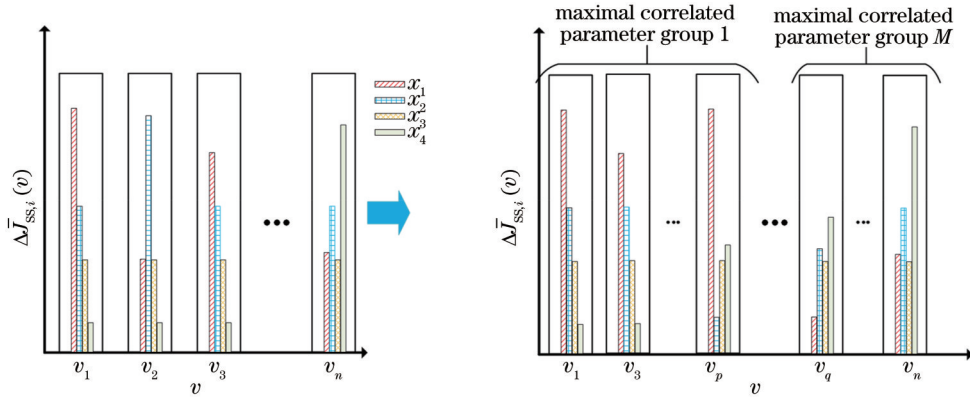 ΔJ̅ss,i (v)
x1
x2
x3
x4
•••
v1 v2 v3 vn
v
maximal correlated
parameter group 1
maximal correlated
parameter group M
ΔJ̅ss,i (v)
••• ••• •••
v1 v3 vp vq vn
v